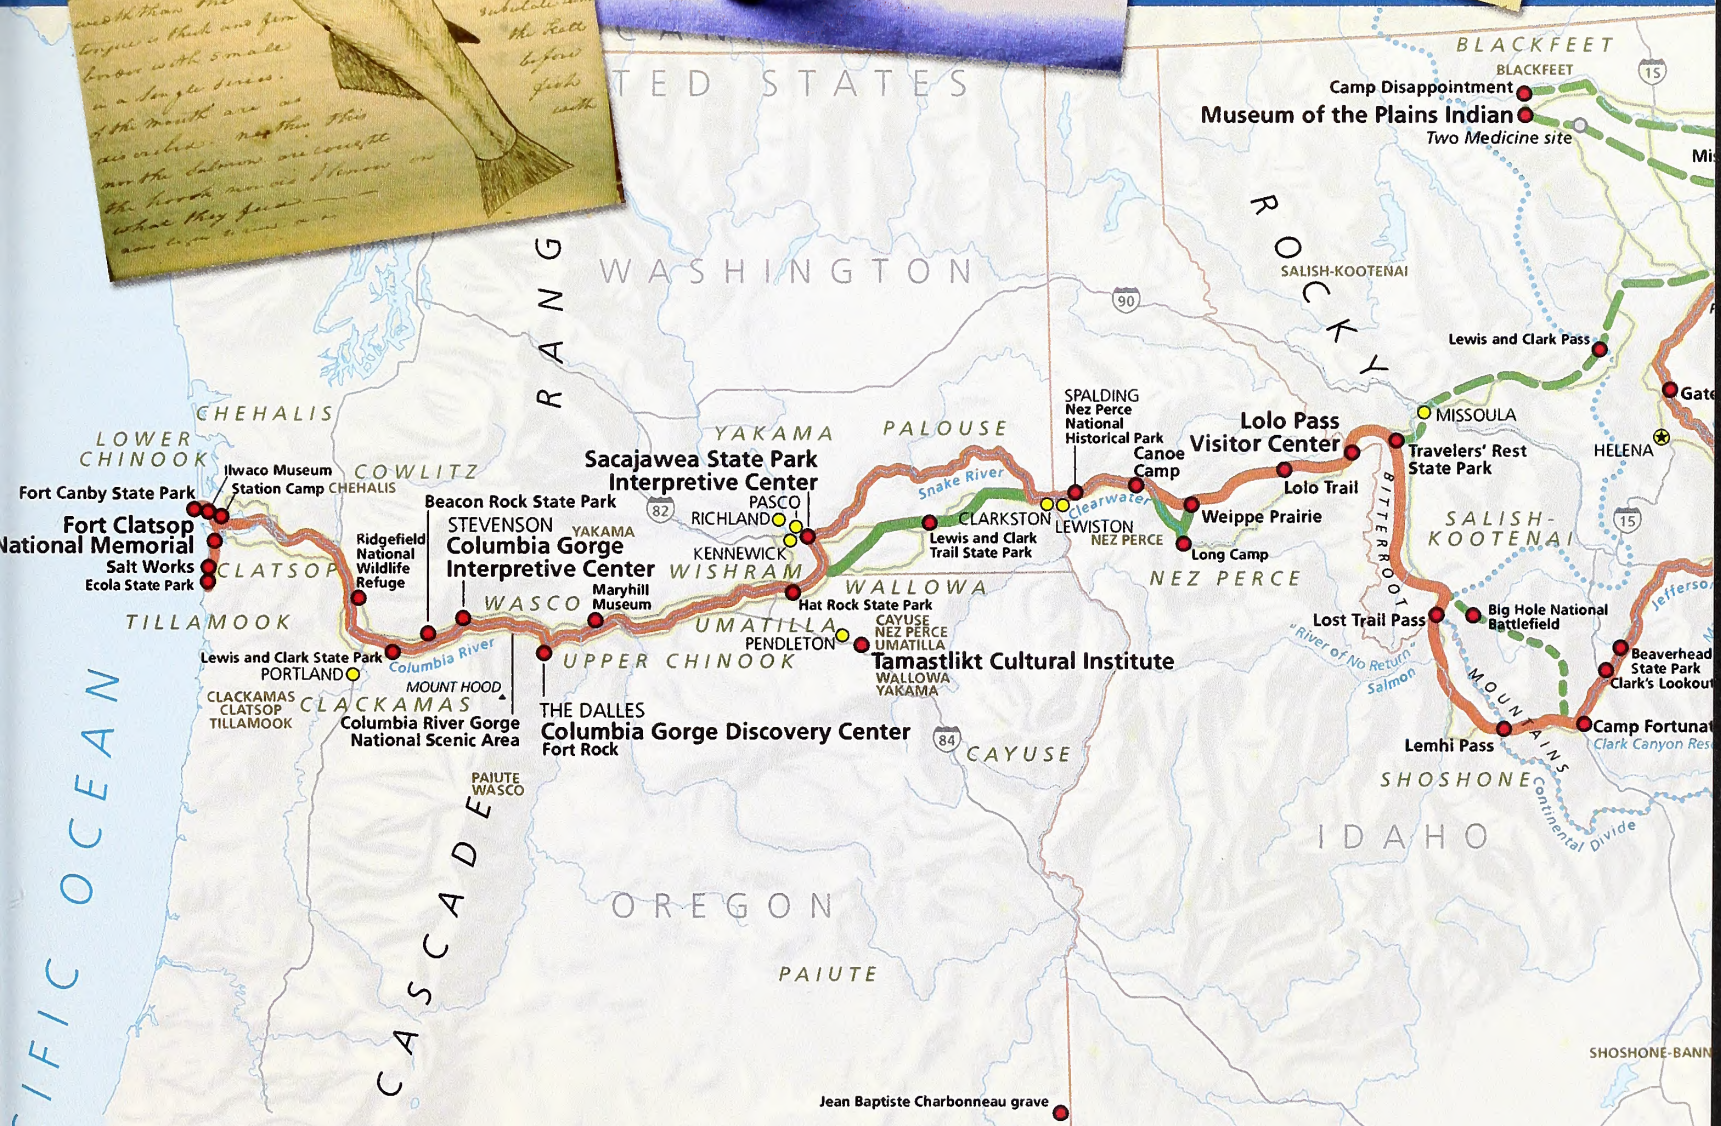 BLACKFEET
BLACKFEET
15
TED STATES
Camp Disappointment
Museum of the Plains Indian
Two Medicine site
Mis
ROCKY
RANG
WASHINGTON
SALISH-KOOTENAI
90
Lewis and Clark Pass
Gate
MISSOULA
HELENA
CHEHALIS
LOWER
CHINOOK
YAKAMA
PALOUSE
SPALDING
Nez Perce
National
Historical Park
Canoe
Camp
Lolo Pass
Visitor Center
Travelers' Rest
State Park
Lolo Trail
Ilwaco Museum
Station Camp
CHEHALIS
COWLITZ
Fort Canby State Park
Fort Clatsop
National Memorial
Salt Works
Ecola State Park
CLATSOP
TILLAMOOK
Beacon Rock State Park
STEVENSON
Columbia Gorge
Interpretive Center
YAKAMA
Ridgefield
National
Wildlife
Refuge
Sacajawea State Park
Interpretive Center
PASCO
RICHLAND
KENNEWICK
82
Snake River
Clearwater
CLARKSTON
LEWISTON
NEZ PERCE
Lewis and Clark
Trail State Park
Weippe Prairie
Long Camp
NEZ PERCE
BITTERROOT
SALISH-
KOOTENAI
15
WISHRAM
WALLOWA
WASCO
Maryhill
Museum
Hat Rock State Park
UMATILLA
PENDLETON
CAYUSE
NEZ PERCE
UMATILLA
Tamastlikt Cultural Institute
WALLOWA
YAKAMA
UPPER CHINOOK
Lost Trail Pass
Big Hole National
Battlefield
Jefferso
Beaverhead
State Park
Clark's Lookout
Camp Fortunat
Clark Canyon Res
"River of No Return"
Salmon
MOUNTAINS
Lemhi Pass
SHOSHONE
Continental Divide
Lewis and Clark State Park
PORTLAND
Columbia River
MOUNT HOOD
CLACKAMAS
CLATSOP
TILLAMOOK
CLACKAMAS
Columbia River Gorge
National Scenic Area
THE DALLES
Columbia Gorge Discovery Center
Fort Rock
84
CAYUSE
PAIUTE
WASCO
CASCADE
IFIC OCEAN
IDAHO
OREGON
PAIUTE
SHOSHONE-BANN
Jean Baptiste Charbonneau grave